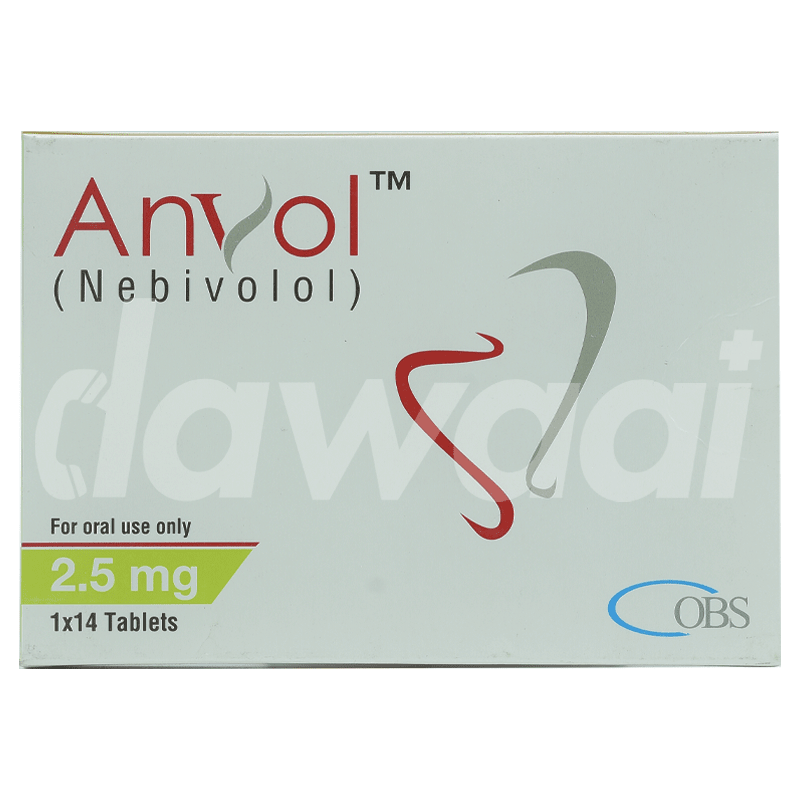 Anvol™
(Nebivolol)
dawaai
For oral use only
2.5 mg
1x14 Tablets
OBS